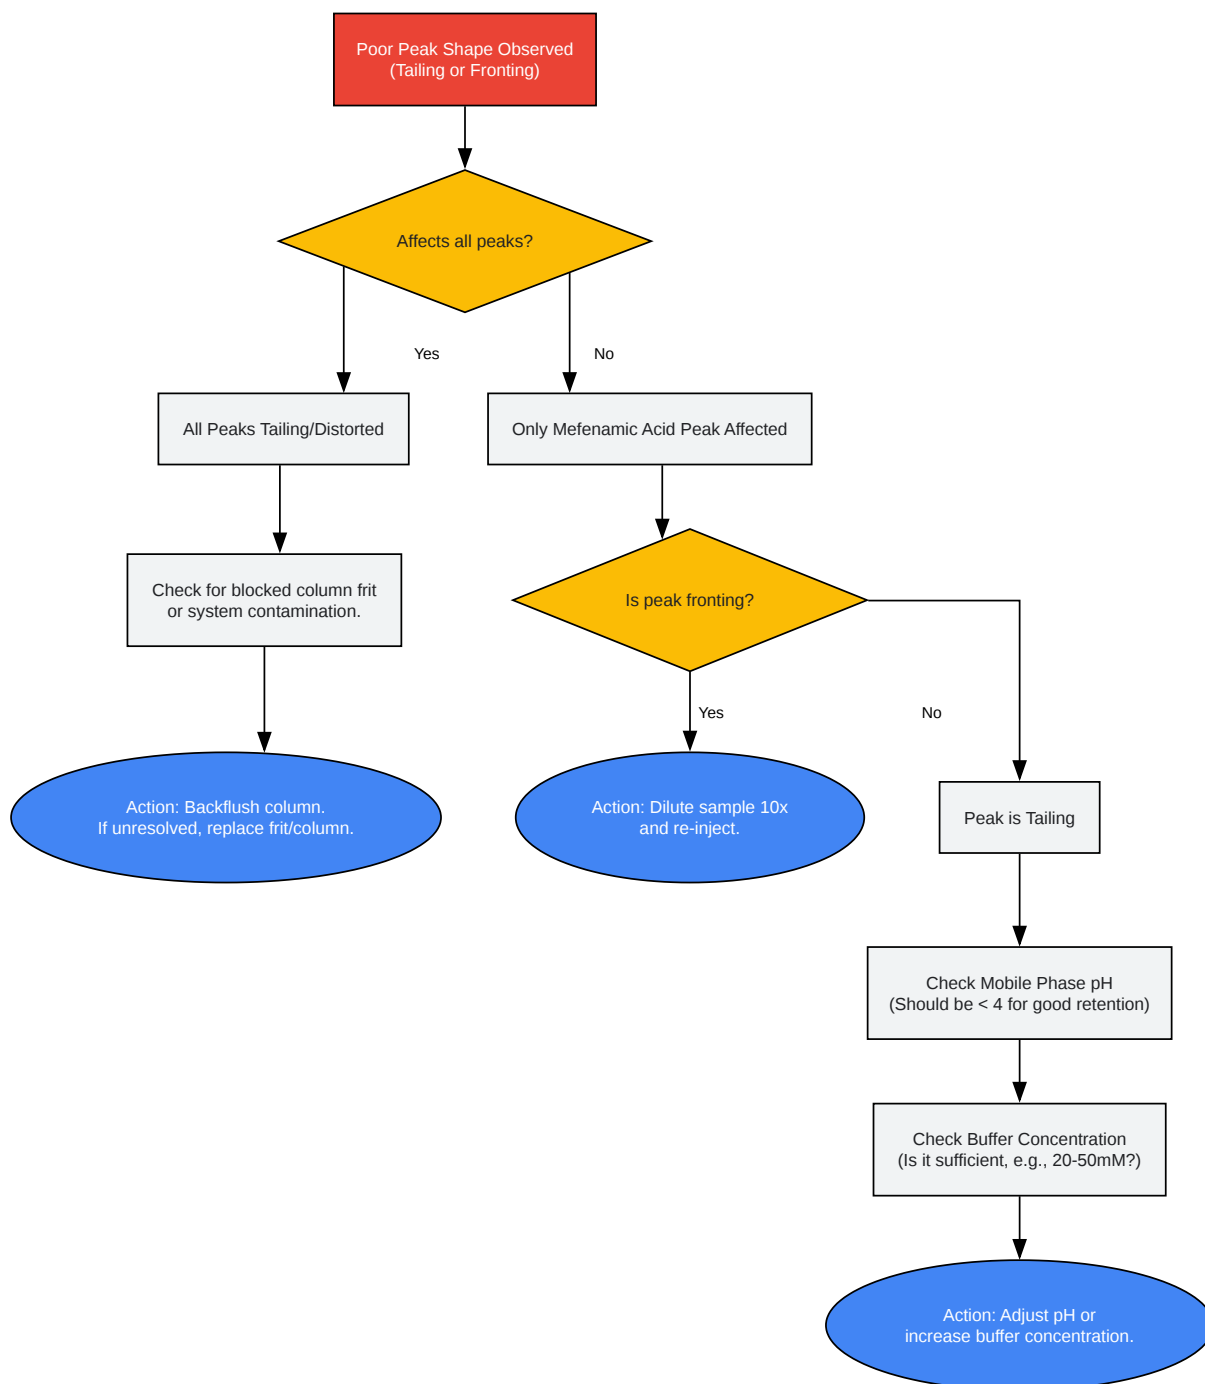 Poor Peak Shape Observed
(Tailing or Fronting)
Affects all peaks?
Yes
No
All Peaks Tailing/Distorted
Only Mefenamic Acid Peak Affected
Check for blocked column frit
or system contamination.
Is peak fronting?
Yes
No
Action: Backflush column.
If unresolved, replace frit/column.
Action: Dilute sample 10x
and re-inject.
Peak is Tailing
Check Mobile Phase pH
(Should be < 4 for good retention)
Check Buffer Concentration
(Is it sufficient, e.g., 20-50mM?)
Action: Adjust pH or
increase buffer concentration.